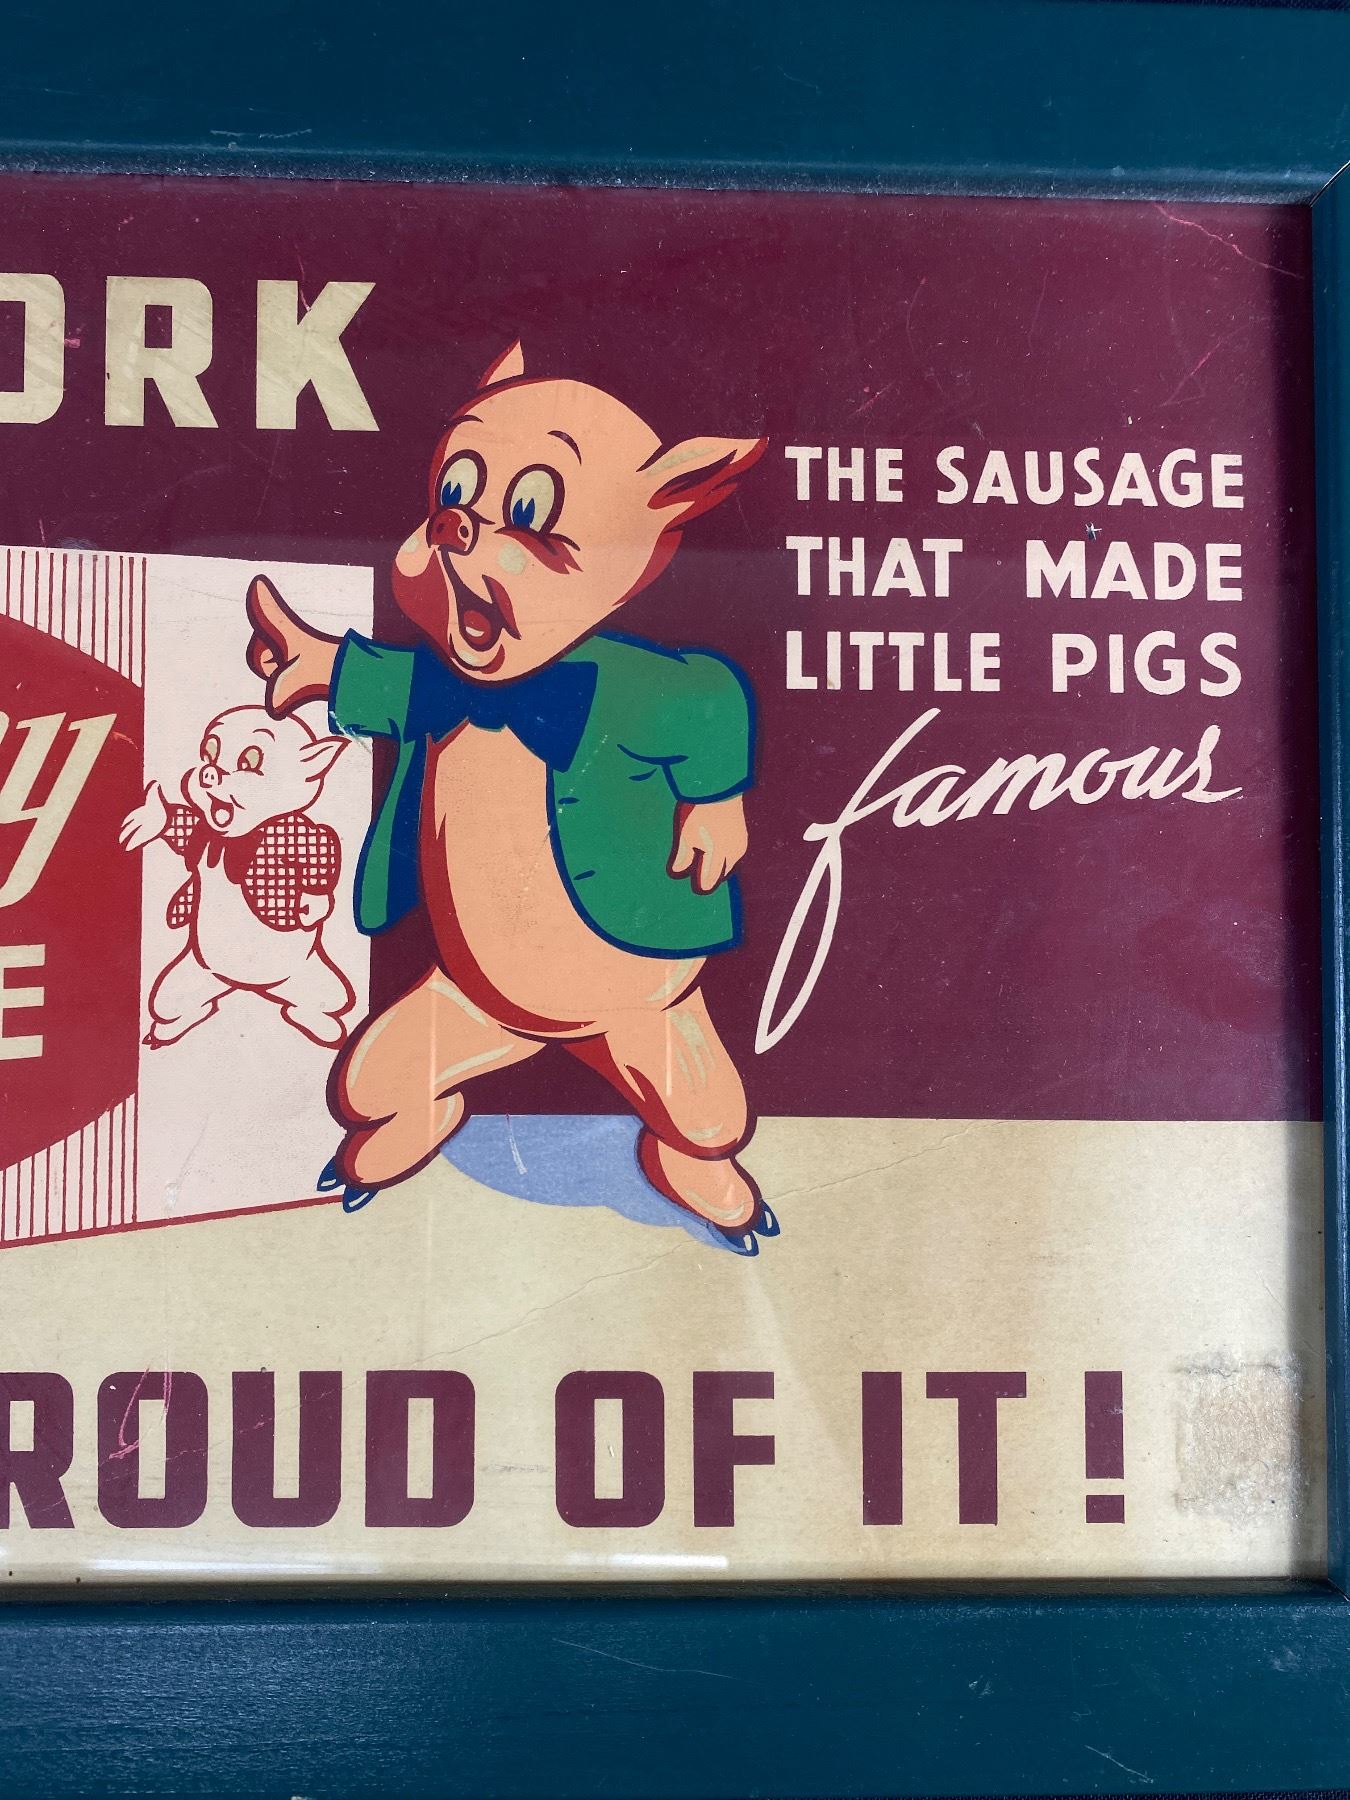 ORK
THE SAUSAGE
THAT MADE
LITTLE PIGS
famous
y
E
ROUD OF IT!